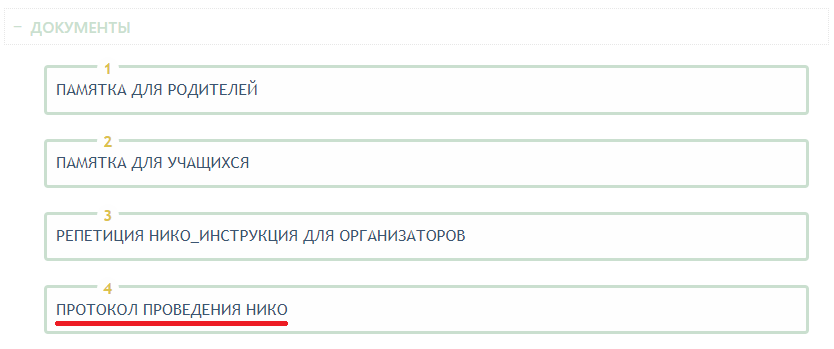 – ДОКУМЕНТЫ
1
ПАМЯТКА ДЛЯ РОДИТЕЛЕЙ
2
ПАМЯТКА ДЛЯ УЧАЩИХСЯ
3
РЕПЕТИЦИЯ НИКО_ИНСТРУКЦИЯ ДЛЯ ОРГАНИЗАТОРОВ
4
ПРОТОКОЛ ПРОВЕДЕНИЯ НИКО